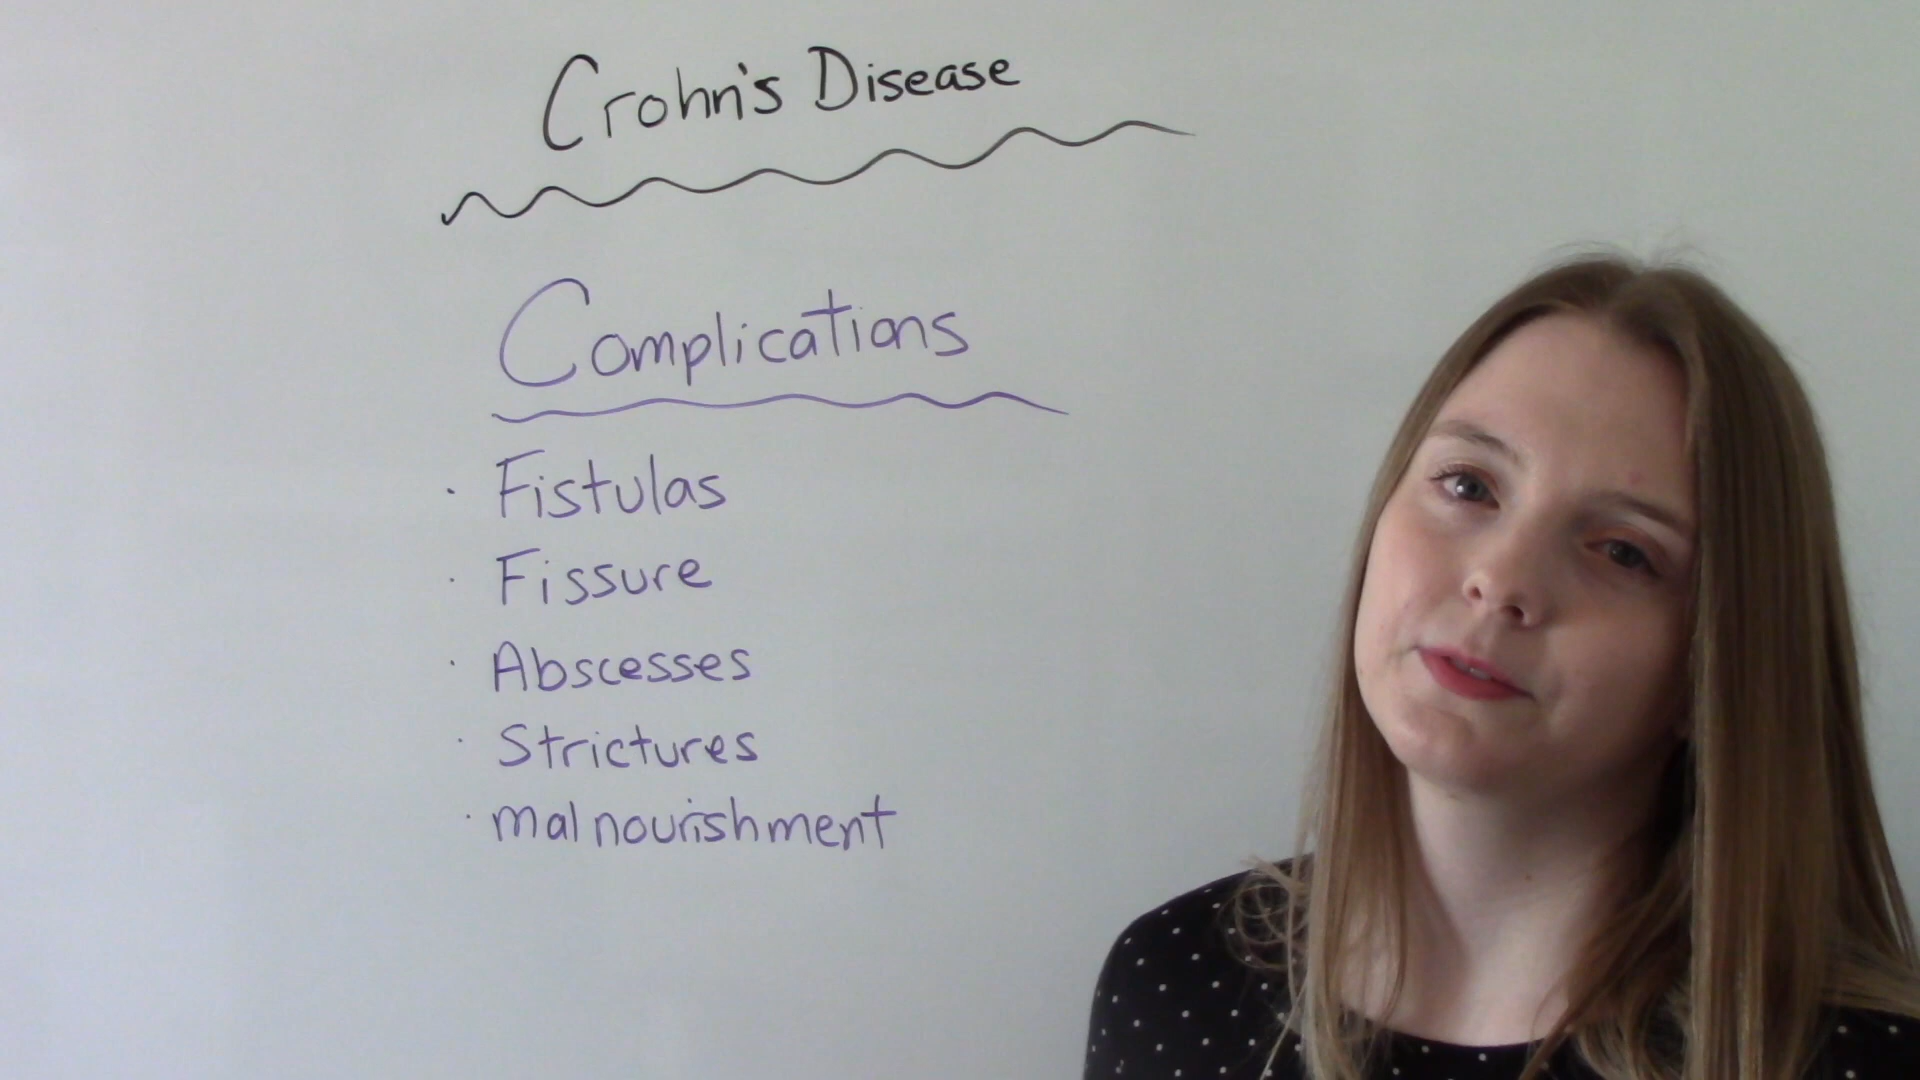 Crohn's Disease
Complications
· Fistulas
· Fissure
· Abscesses
· Strictures
· malnourishment